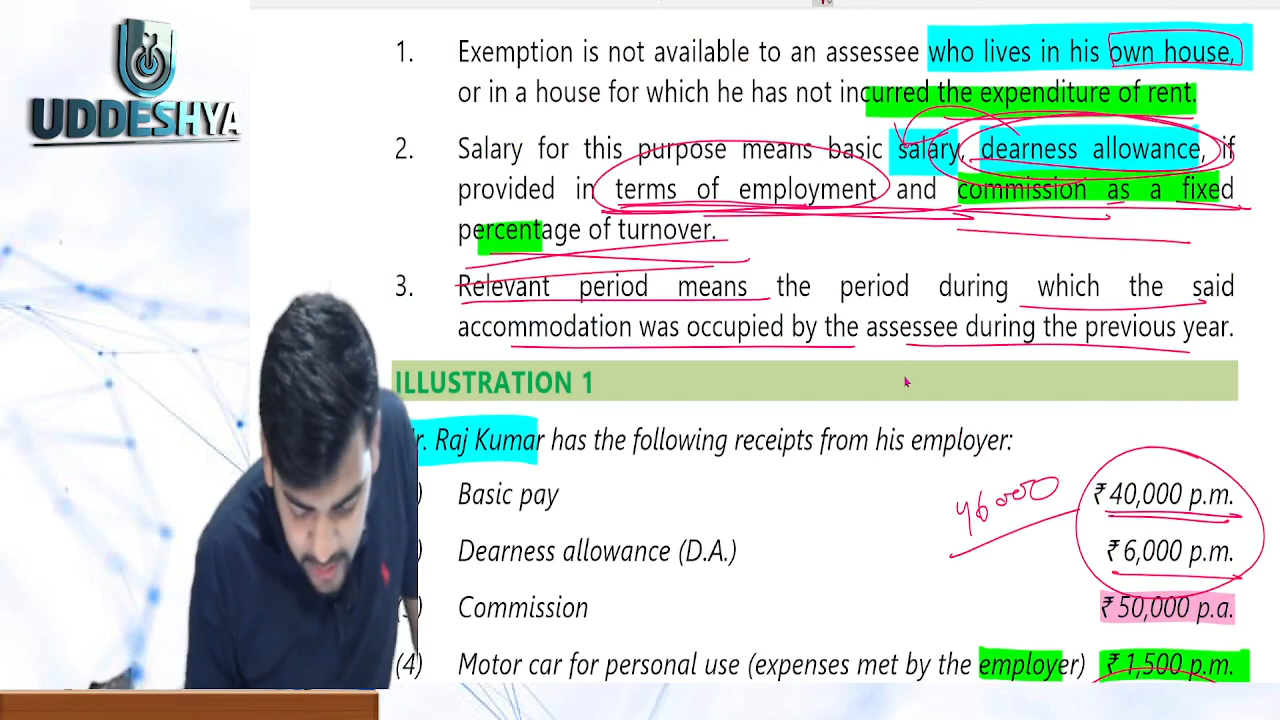 UDDESHYA
1. Exemption is not available to an assessee who lives in his own house,
or in a house for which he has not incurred the expenditure of rent.
2. Salary for this purpose means basic salary, dearness allowance, if
provided in terms of employment and commission as a fixed
percentage of turnover.
3. Relevant period means the period during which the said
accommodation was occupied by the assessee during the previous year.
ILLUSTRATION 1
Raj Kumar has the following receipts from his employer:
Basic pay ₹ 40,000 p.m.
46000
Dearness allowance (D.A.) ₹ 6,000 p.m.
Commission ₹ 50,000 p.a.
(4) Motor car for personal use (expenses met by the employer) ₹ 1,500 p.m.